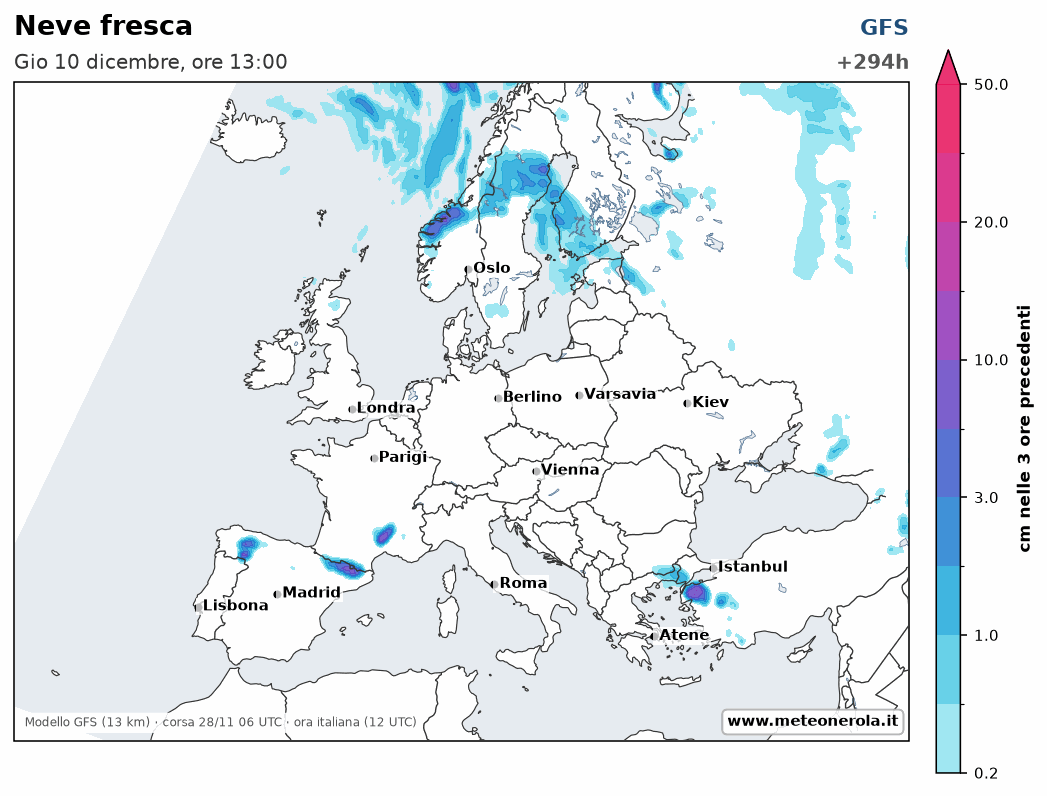 Neve fresca
GFS
Gio 10 dicembre, ore 13:00
+294h
50.0
20.0
10.0
3.0
1.0
0.2
cm nelle 3 ore precedenti
Oslo
Londra
Berlino
Varsavia
Kiev
Parigi
Vienna
Istanbul
Roma
Madrid
Lisbona
Atene
Modello GFS (13 km) · corsa 28/11 06 UTC · ora italiana (12 UTC)
www.meteonerola.it